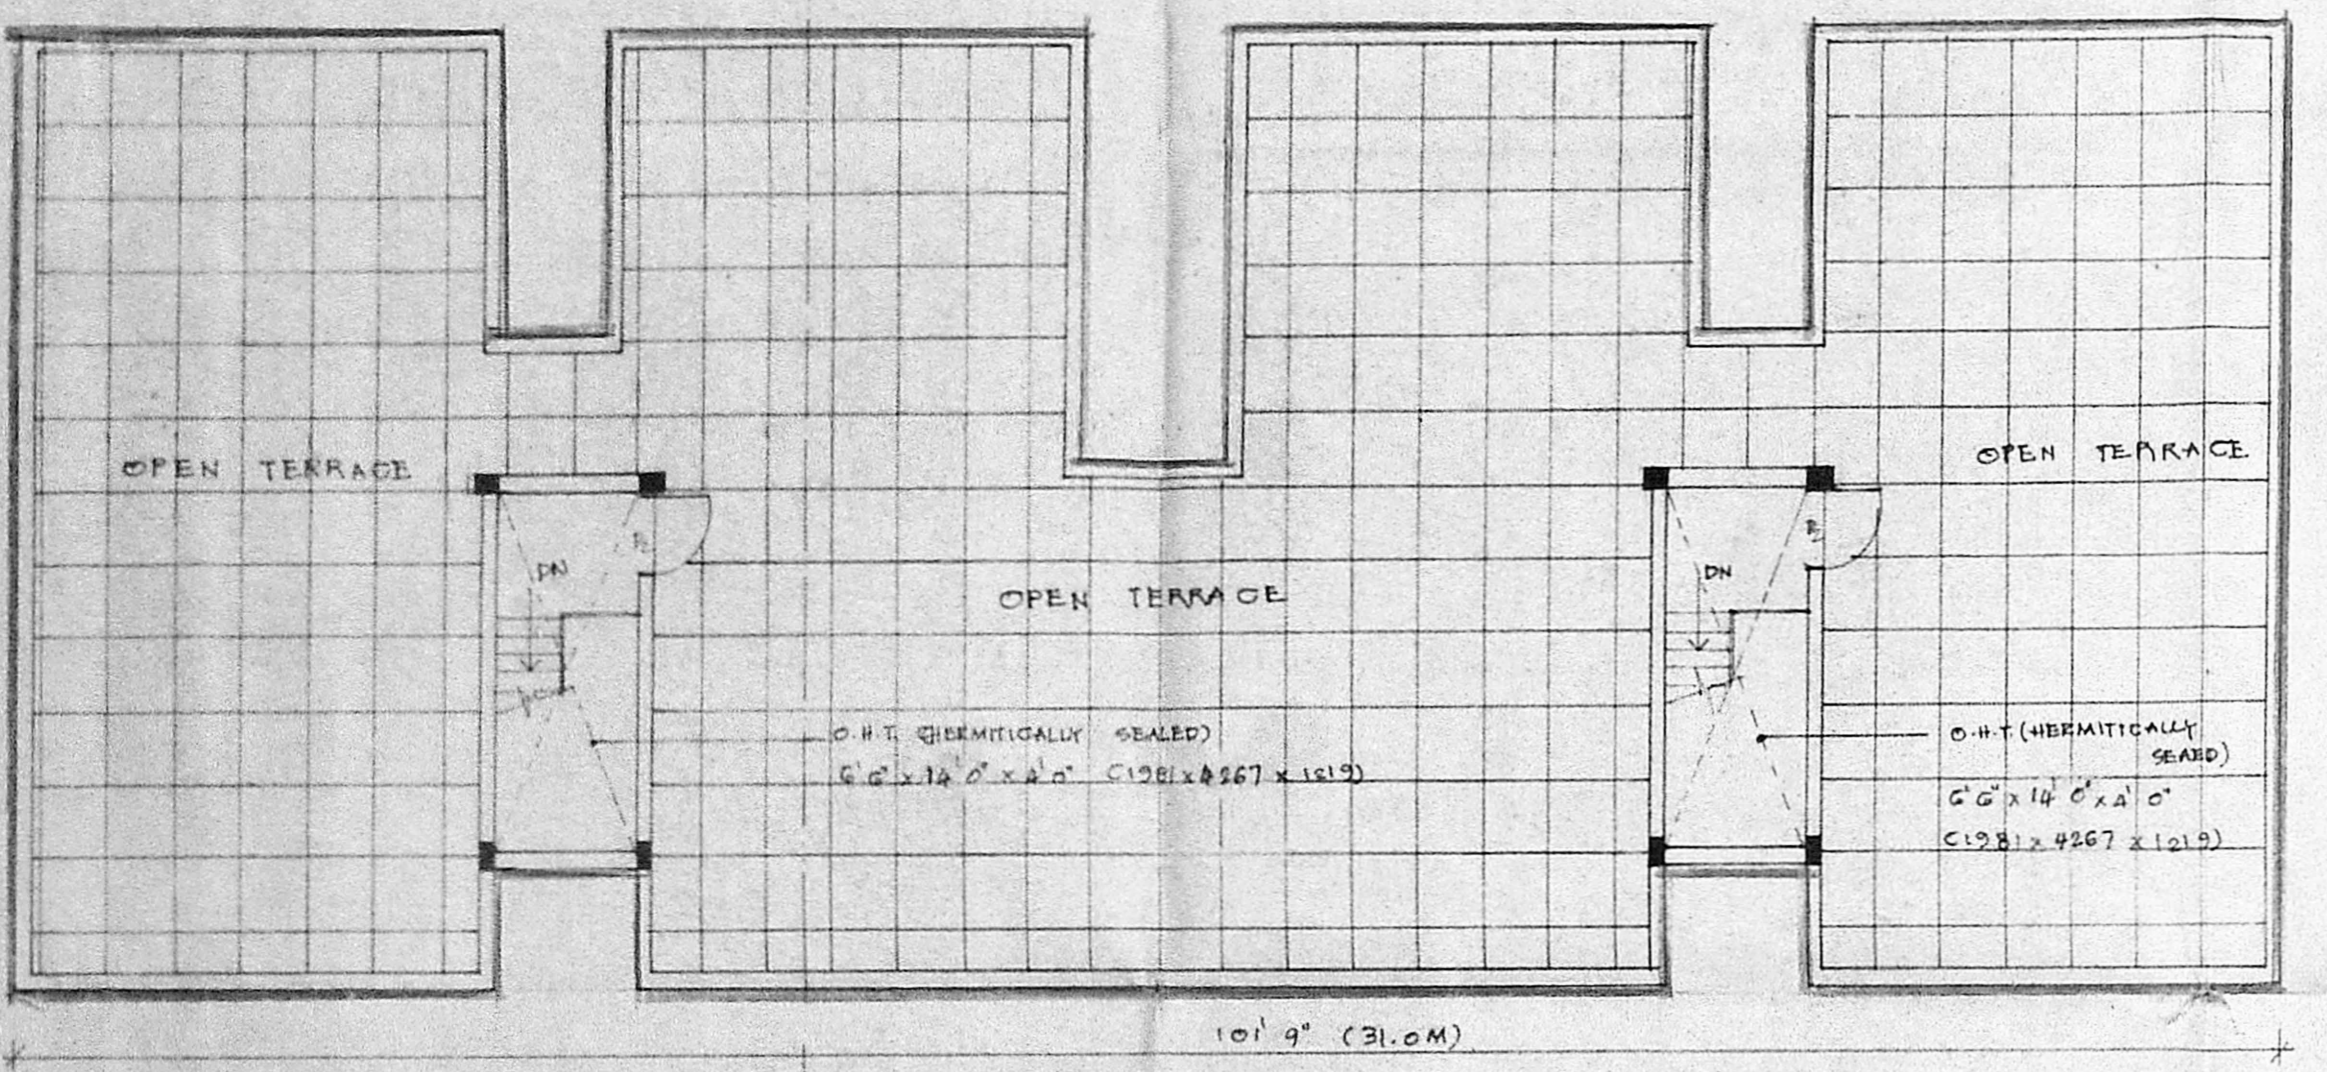 OPEN TERRACE
OPEN TERRACE
DN
DN
OPEN TERRACE
O.H.T. (HERMITICALLY SEALED)
6' 6" x 14' 0" x 4' 0" (1981 x 4267 x 1219)
O.H.T. (HERMITICALLY
SEAED)
6' 6" x 14' 0" x 4' 0"
(1981 x 4267 x 1219)
101' 9" (31.0M)